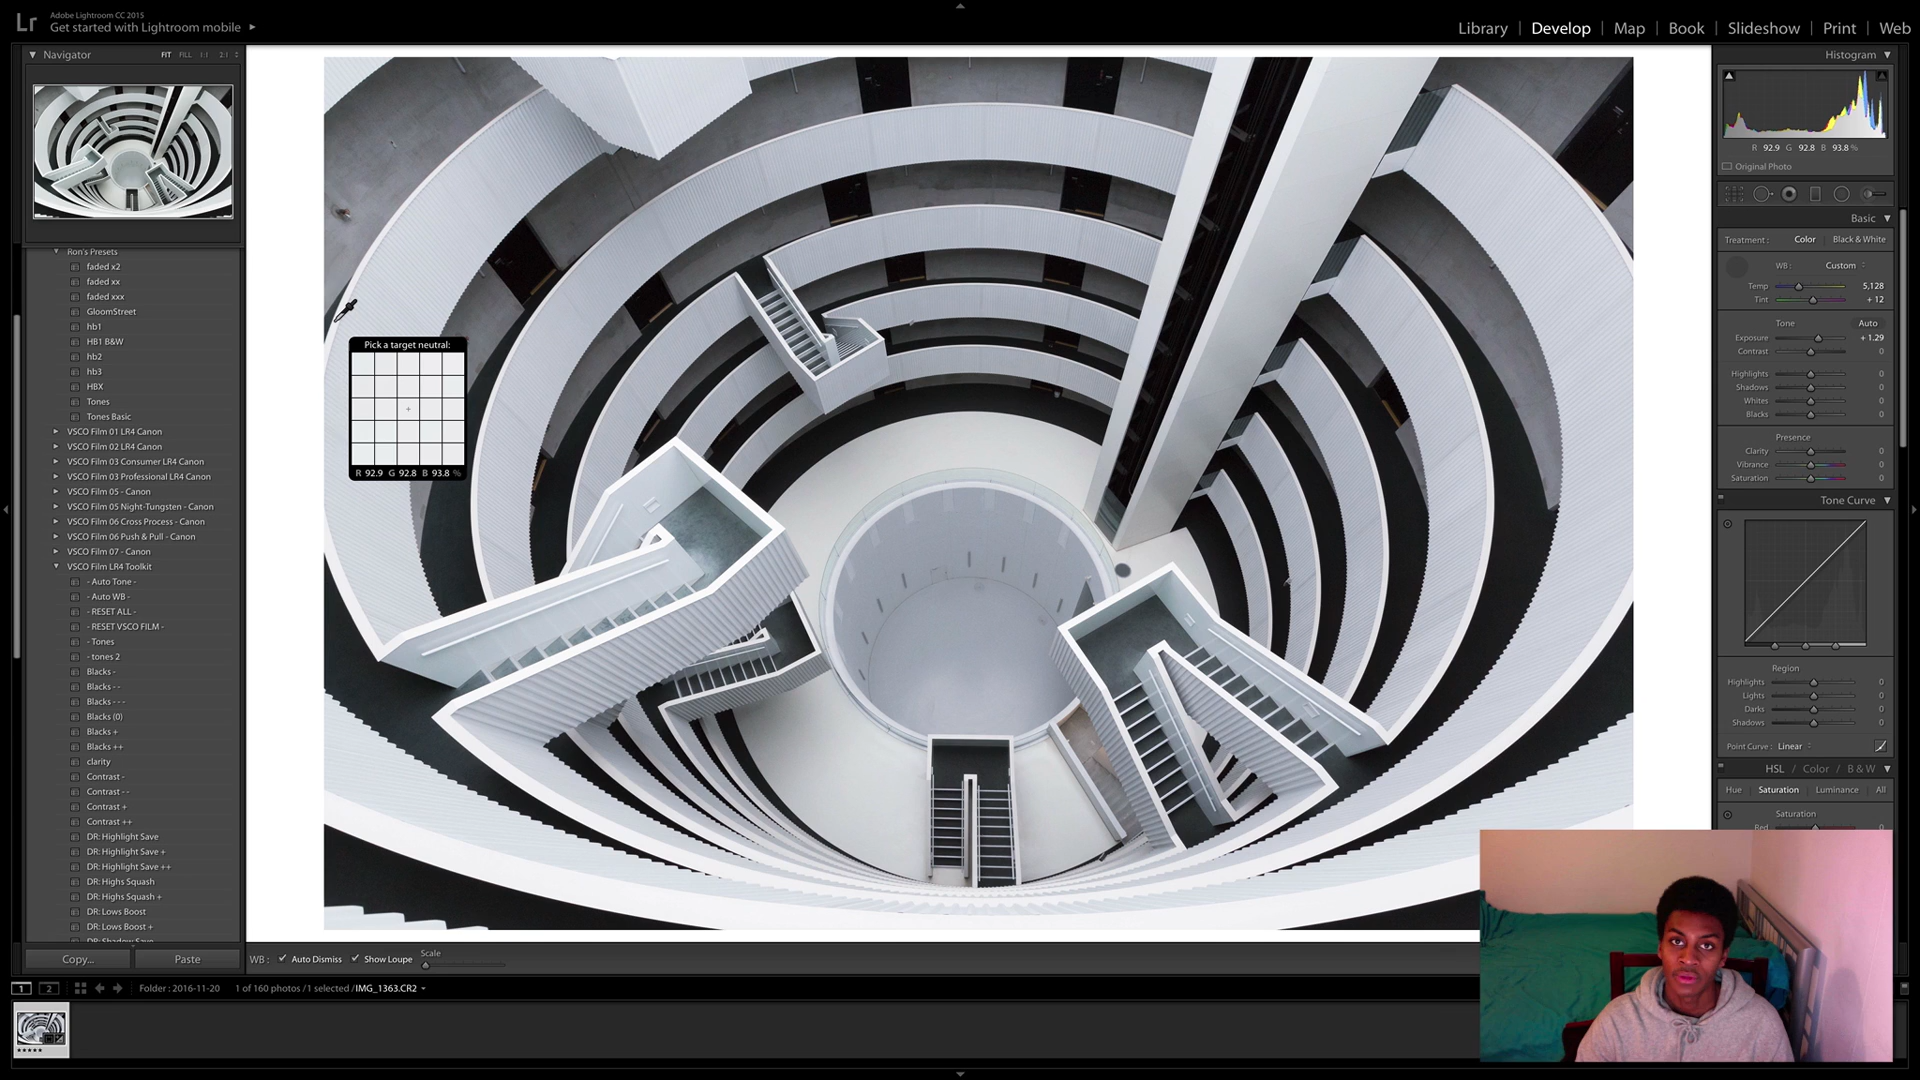 Lr
Adobe Lightroom CC 2015
Get started with Lightroom mobile
Library | Develop | Map | Book | Slideshow | Print | Web
Navigator FIT FILL 1:1 2:1
Ron's Presets
faded x2
faded xx
faded xxx
GloomStreet
hb1
HB1 B&W
hb2
hb3
HBX
Tones
Tones Basic
VSCO Film 01 LR4 Canon
VSCO Film 02 LR4 Canon
VSCO Film 03 Consumer LR4 Canon
VSCO Film 03 Professional LR4 Canon
VSCO Film 05 - Canon
VSCO Film 05 Night-Tungsten - Canon
VSCO Film 06 Cross Process - Canon
VSCO Film 06 Push & Pull - Canon
VSCO Film 07 - Canon
VSCO Film LR4 Toolkit
- Auto Tone -
- Auto WB -
- RESET ALL -
- RESET VSCO FILM -
- Tones
- tones 2
Blacks -
Blacks - -
Blacks - - -
Blacks (0)
Blacks +
Blacks ++
clarity
Contrast -
Contrast - -
Contrast +
Contrast ++
DR: Highlight Save
DR: Highlight Save +
DR: Highlight Save ++
DR: Highs Squash
DR: Highs Squash +
DR: Lows Boost
DR: Lows Boost +
DR: Shadow Save
Copy... Paste
Pick a target neutral:
R 92.9 G 92.8 B 93.8 %
WB : Auto Dismiss Show Loupe Scale
1 2 Folder : 2016-11-20 1 of 160 photos / 1 selected / IMG_1363.CR2
Histogram
R 92.9 G 92.8 B 93.8 %
Original Photo
Basic
Treatment : Color | Black & White
WB : Custom
Temp 5,128
Tint + 12
Tone Auto
Exposure + 1.29
Contrast 0
Highlights 0
Shadows 0
Whites 0
Blacks 0
Presence
Clarity 0
Vibrance 0
Saturation 0
Tone Curve
Region
Highlights 0
Lights 0
Darks 0
Shadows 0
Point Curve : Linear
HSL / Color / B & W
Hue Saturation Luminance All
Saturation
Red 0